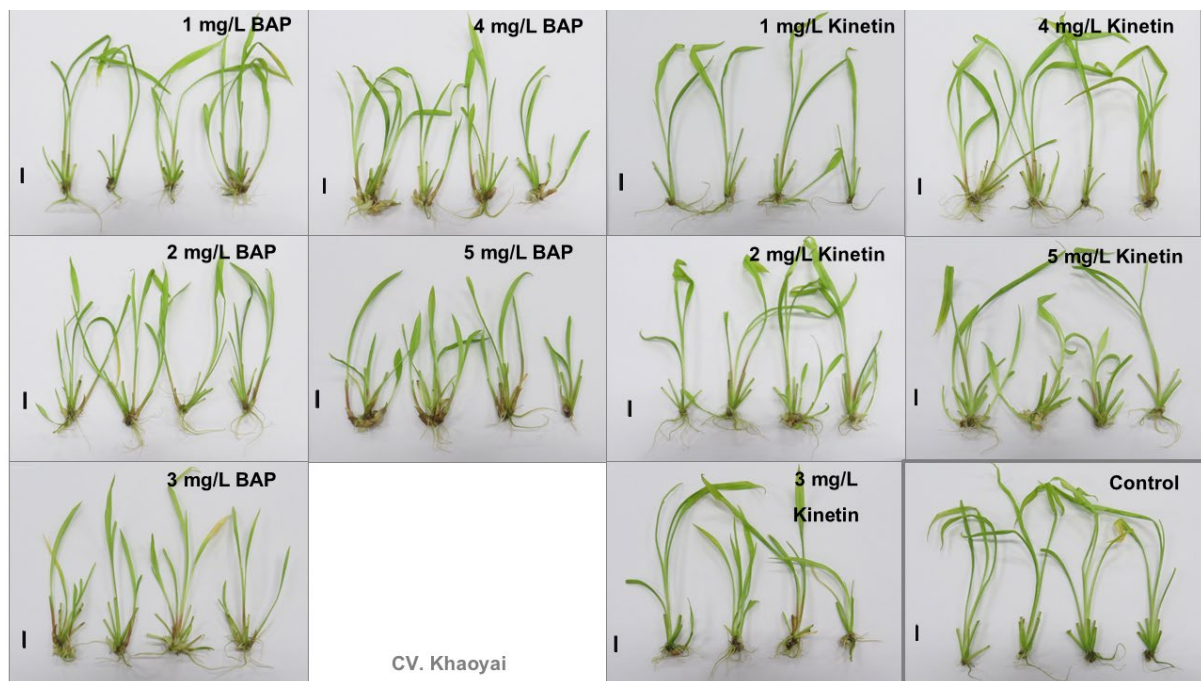 1 mg/L BAP
4 mg/L BAP
1 mg/L Kinetin
4 mg/L Kinetin
2 mg/L BAP
5 mg/L BAP
2 mg/L Kinetin
5 mg/L Kinetin
3 mg/L BAP
3 mg/L
Kinetin
Control
CV. Khaoyai